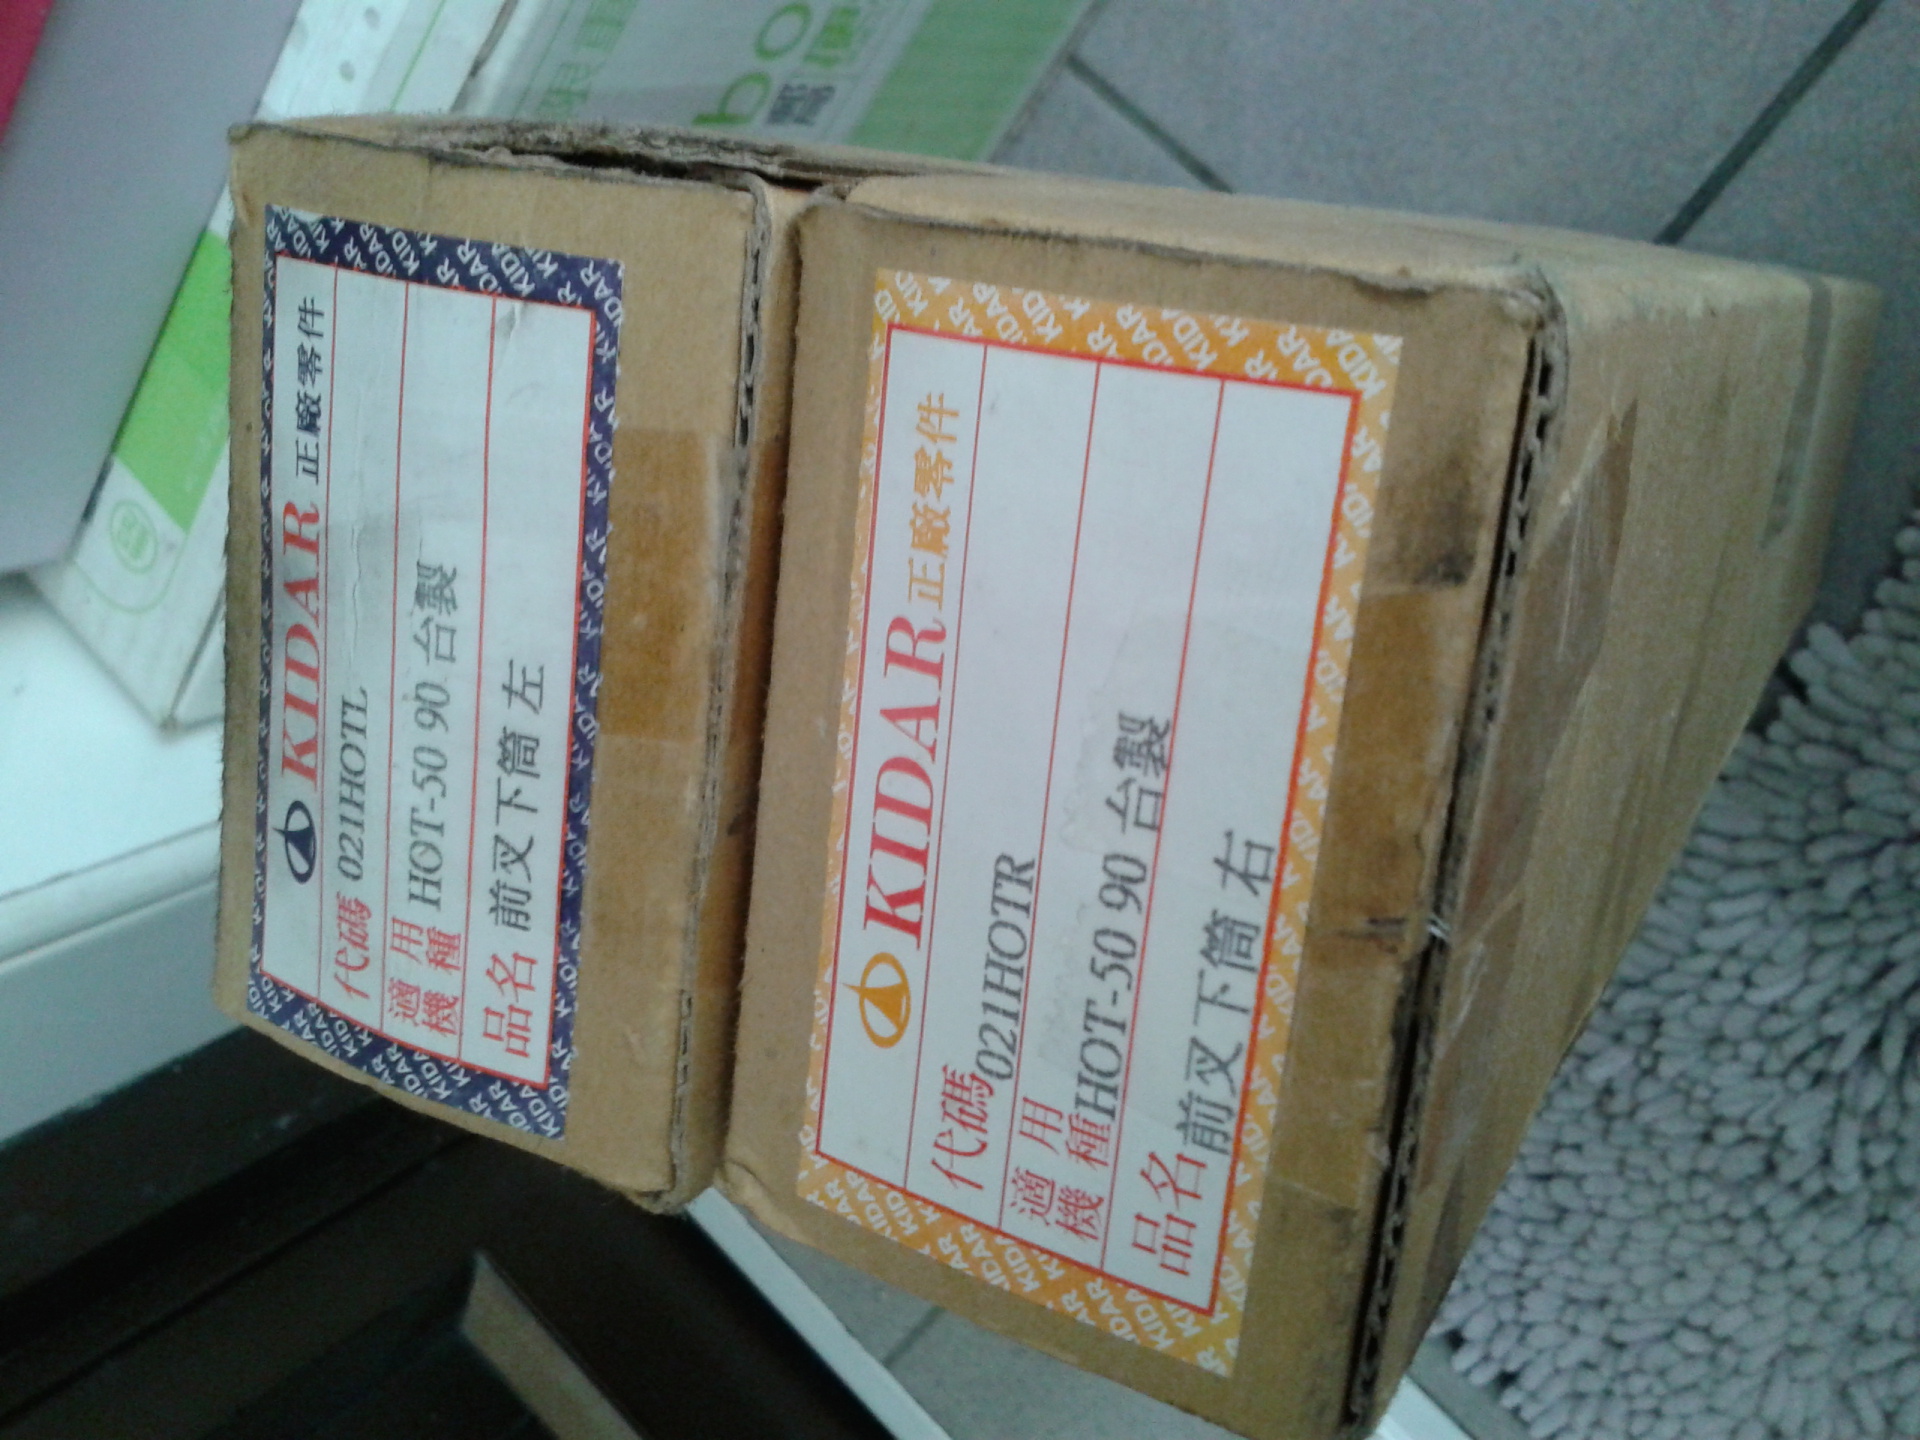 KIDAR 正廠零件
代碼 021HOTL
適用機種 HOT-50 90 台製
品名 前叉下筒 左
KIDAR 正廠零件
代碼 021HOTR
適用機種 HOT-50 90 台製
品名 前叉下筒 右